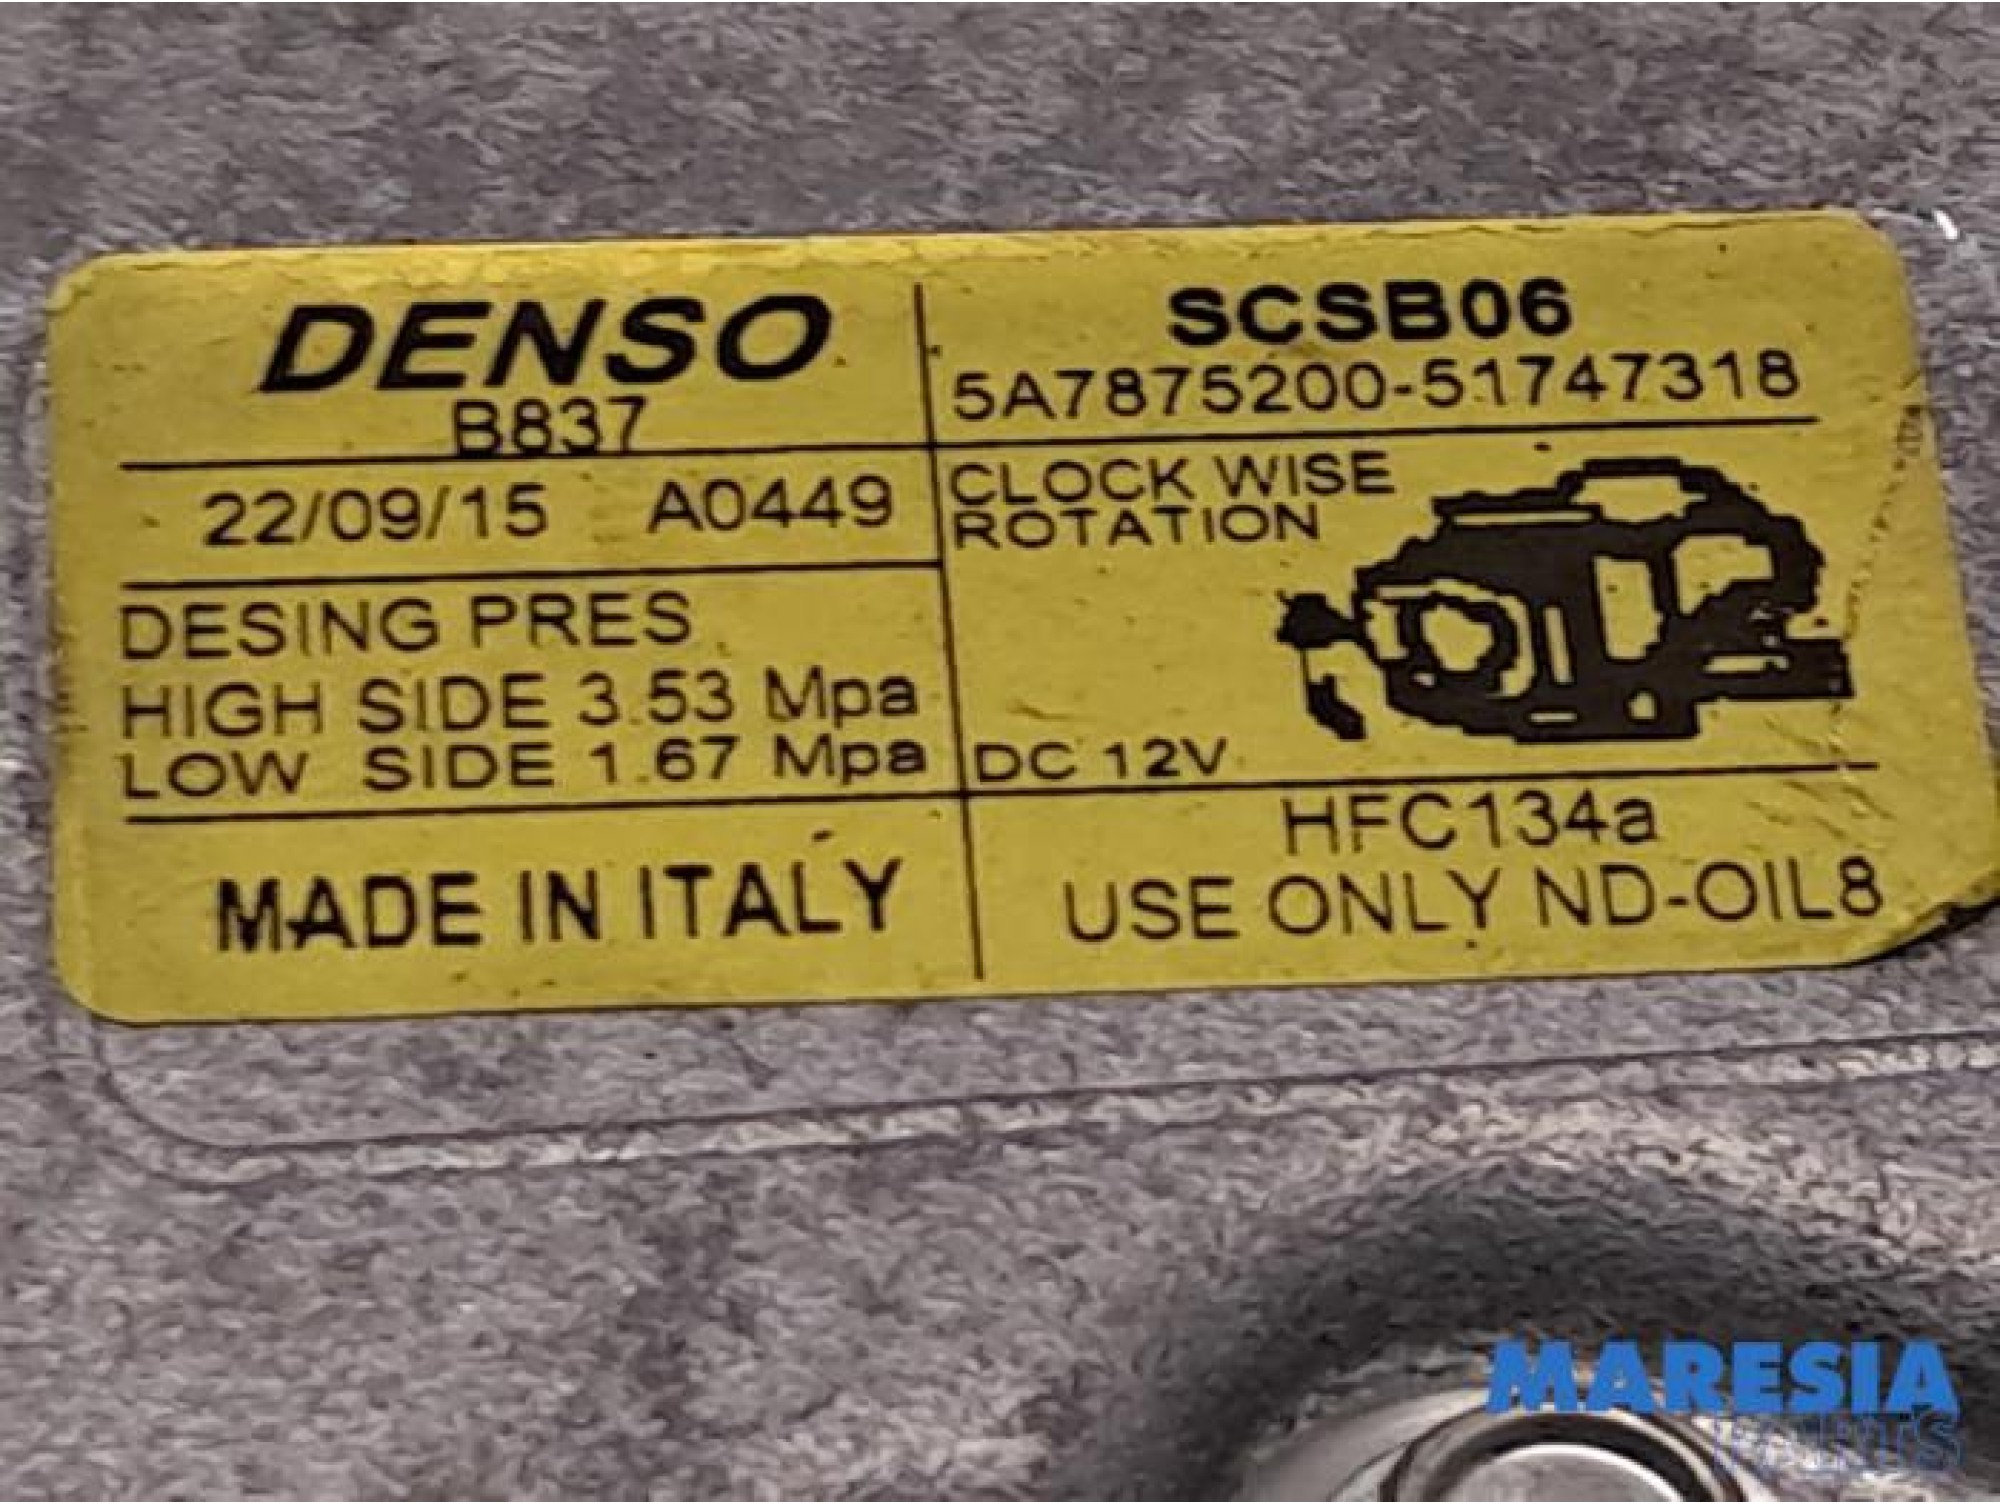 DENSO
B837
22/09/15 A0449
DESING PRES
HIGH SIDE 3.53 Mpa
LOW SIDE 1.67 Mpa
MADE IN ITALY
SCSB06
5A7875200-51747318
CLOCK WISE
ROTATION
DC 12V
HFC134a
USE ONLY ND-OIL8
MARESIA
PARTS